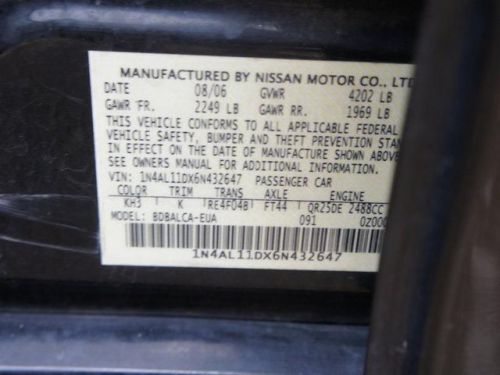 MANUFACTURED BY NISSAN MOTOR CO., LTD
DATE 08/06 GVWR 4202 LB
GAWR FR. 2249 LB GAWR RR. 1969 LB
THIS VEHICLE CONFORMS TO ALL APPLICABLE FEDERAL
VEHICLE SAFETY, BUMPER AND THEFT PREVENTION STAN
IN EFFECT ON THE DATE OF MANUFACTURE SHOWN ABOVE.
SEE OWNERS MANUAL FOR ADDITIONAL INFORMATION.
VIN: 1N4AL11DX6N432647 PASSENGER CAR
COLOR TRIM TRANS AXLE ENGINE
KH3 K RE4F04B FT44 QR25DE 2488CC
MODEL: BDBALCA-EUA 091 0Z000
1N4AL11DX6N432647